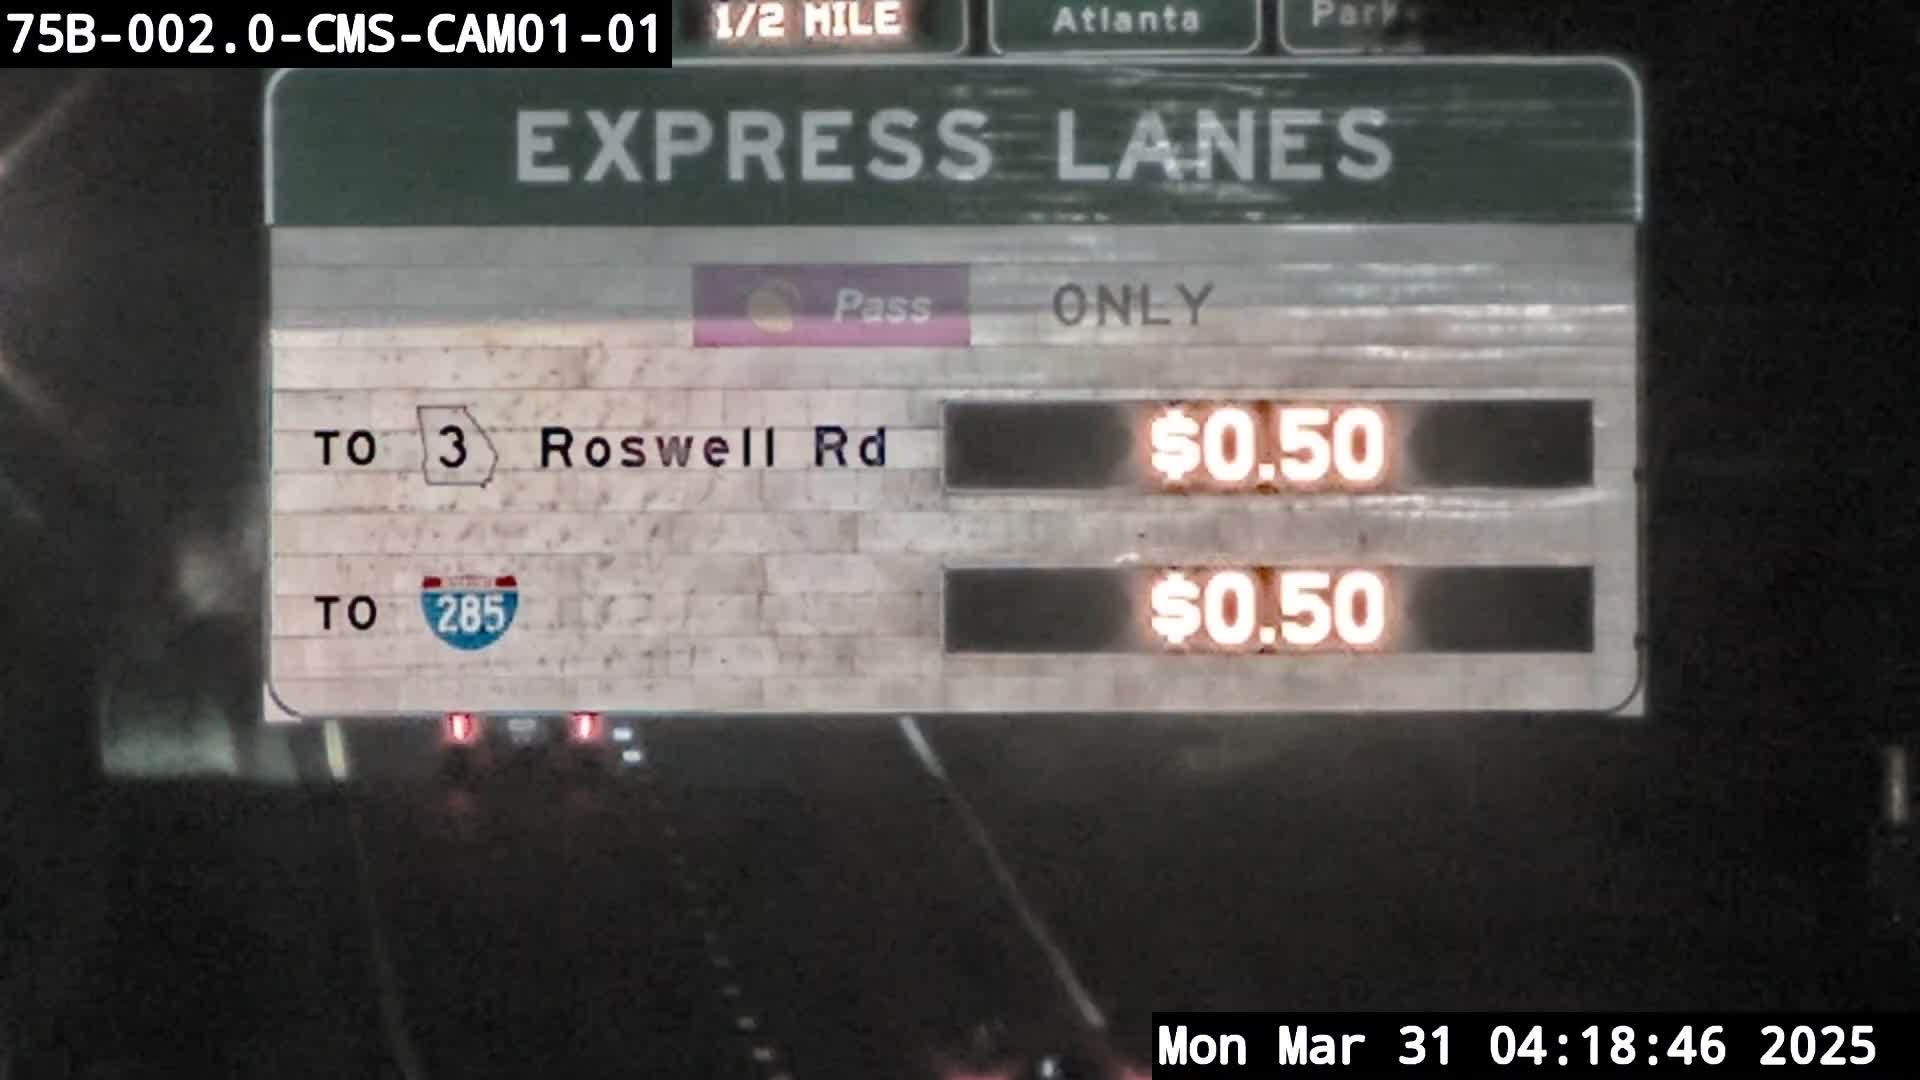 75B-002.0-CMS-CAM01-01
1/2 MILE
Atlanta
EXPRESS LANES
Pass ONLY
TO 3 Roswell Rd $0.50
TO 285 $0.50
Mon Mar 31 04:18:46 2025